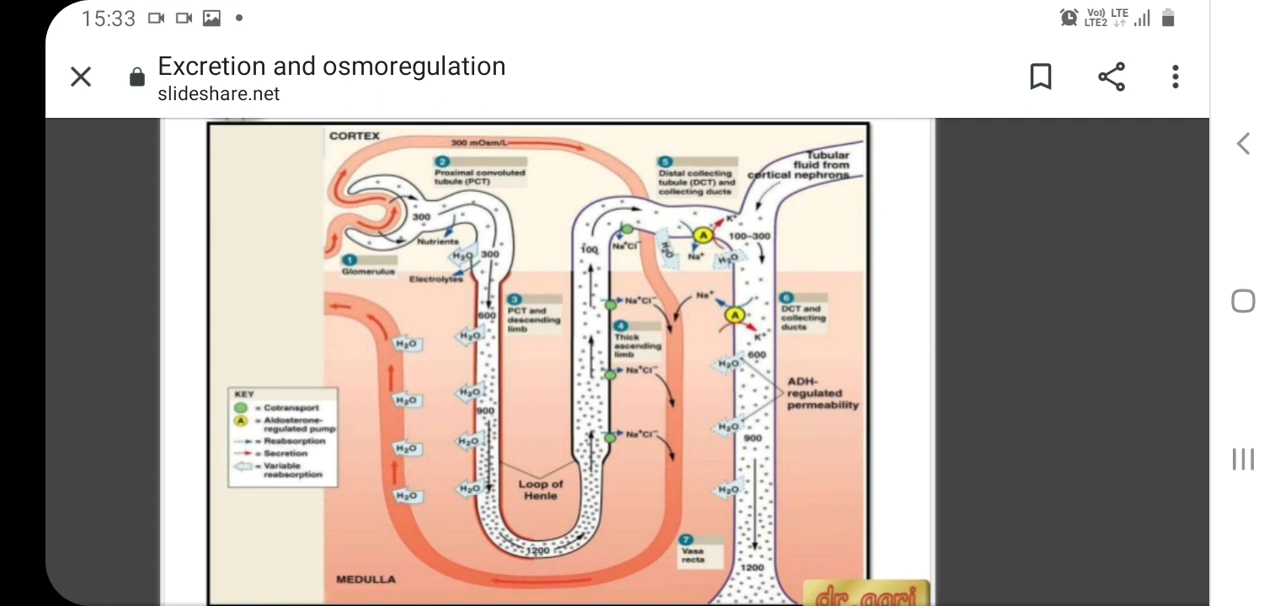 15:33
Vo)) LTE
LTE2
Excretion and osmoregulation
slideshare.net
CORTEX
300 mOsm/L
2
Proximal convoluted
tubule (PCT)
5
Distal collecting
tubule (DCT) and
collecting ducts
Tubular
fluid from
cortical nephrons
300
Nutrients
H₂O
300
1
Glomerulus
Electrolytes
100
Na⁺Cl⁻
H₂O
A
K⁺
Na⁺
H₂O
100–300
3
PCT and
descending
limb
600
Na⁺Cl⁻
Na⁺
A
K⁺
6
DCT and
collecting
ducts
4
Thick
ascending
limb
H₂O
H₂O
H₂O
600
Na⁺Cl⁻
ADH-
regulated
permeability
KEY
= Cotransport
A = Aldosterone-
regulated pump
= Reabsorption
= Secretion
= Variable
reabsorption
H₂O
H₂O
900
H₂O
Na⁺Cl⁻
900
H₂O
H₂O
H₂O
H₂O
H₂O
Loop of
Henle
1200
7
Vasa
recta
1200
MEDULLA